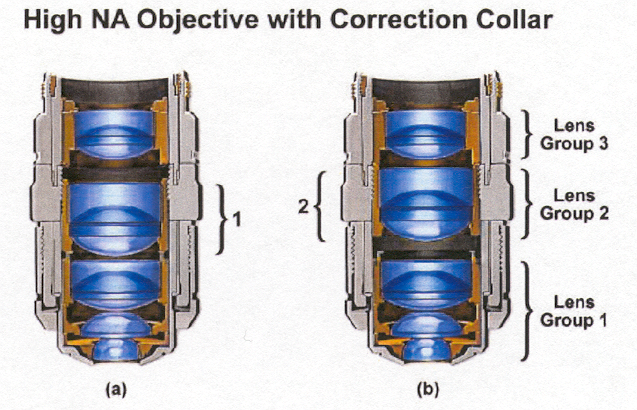 High NA Objective with Correction Collar
Lens
Group 3
1
2
Lens
Group 2
Lens
Group 1
(a)
(b)